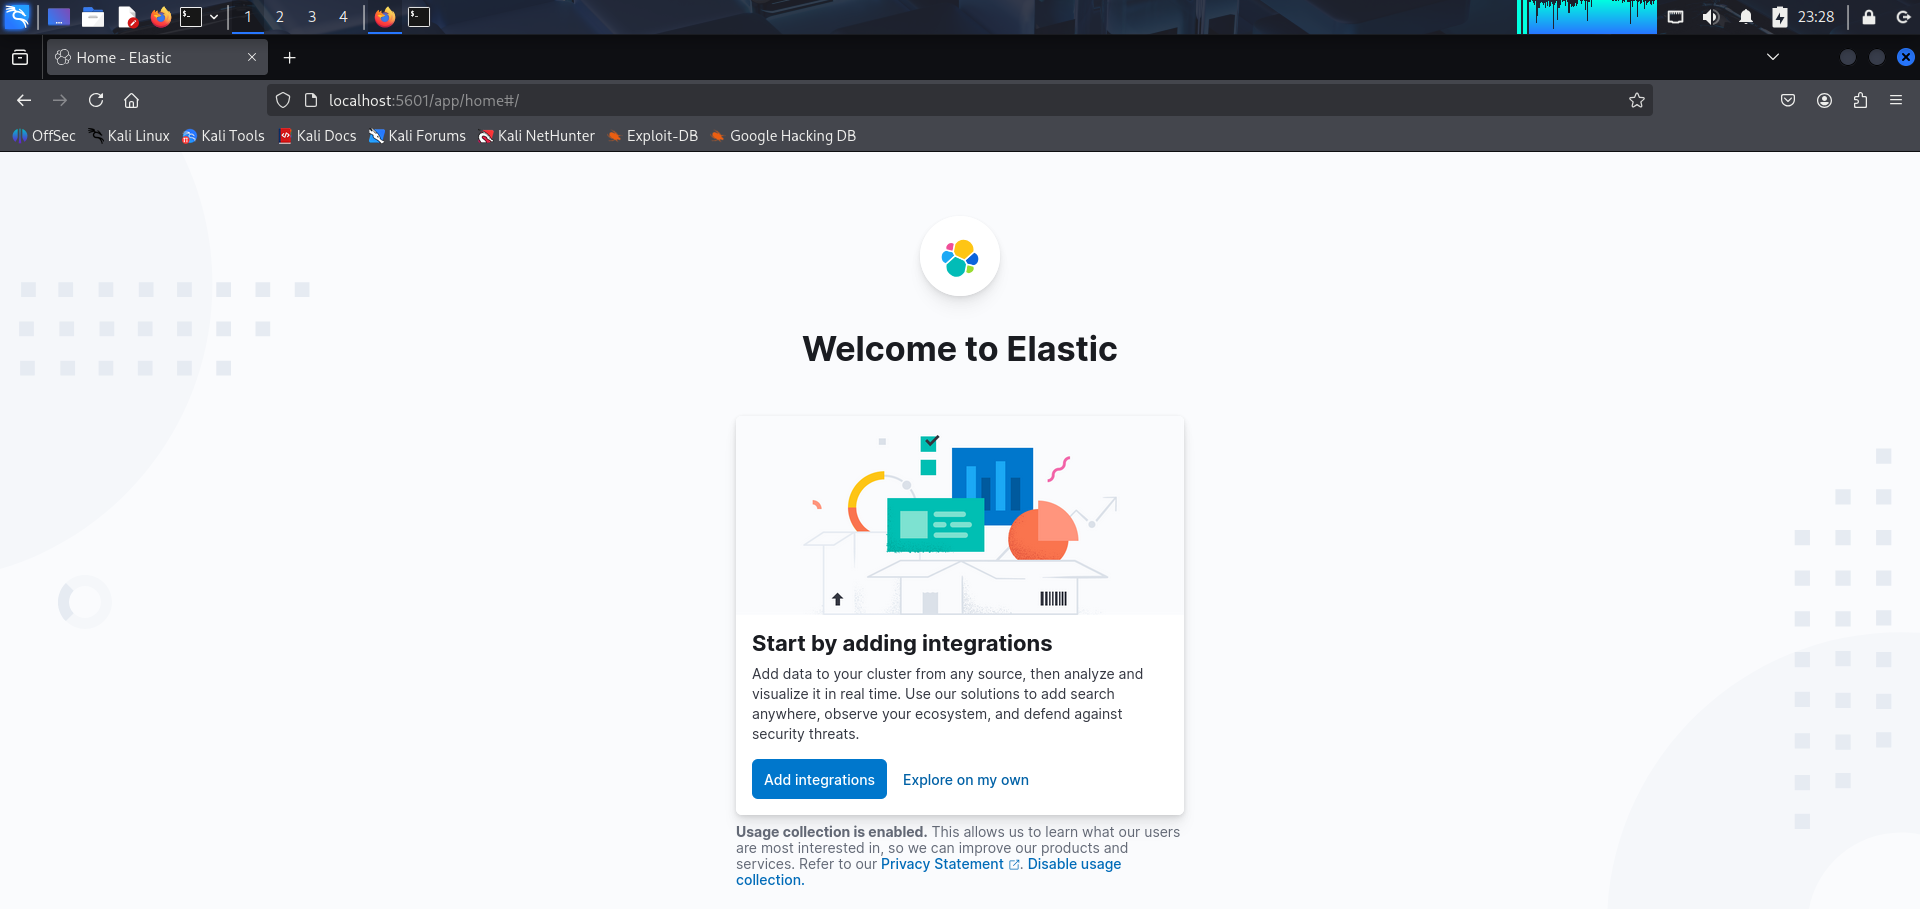 1 2 3 4 23:28
Home - Elastic
localhost:5601/app/home#/
OffSec Kali Linux Kali Tools Kali Docs Kali Forums Kali NetHunter Exploit-DB Google Hacking DB
Welcome to Elastic
Start by adding integrations
Add data to your cluster from any source, then analyze and
visualize it in real time. Use our solutions to add search
anywhere, observe your ecosystem, and defend against
security threats.
Add integrations Explore on my own
Usage collection is enabled. This allows us to learn what our users
are most interested in, so we can improve our products and
services. Refer to our Privacy Statement. Disable usage
collection.